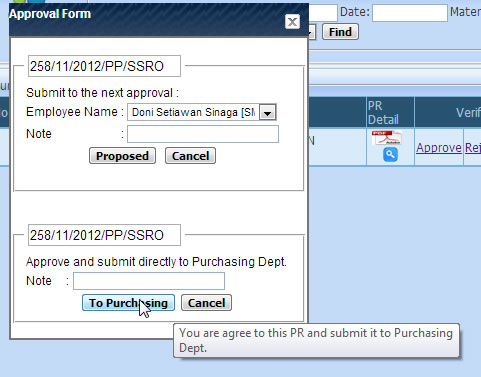 Approval Form
Date:
Mater
Find
258/11/2012/PP/SSRO
Submit to the next approval :
Employee Name : Doni Setiawan Sinaga [SM
Note :
Proposed Cancel
PR
Detail
Verif
PDF
Approve Rej
258/11/2012/PP/SSRO
Approve and submit directly to Purchasing Dept.
Note :
To Purchasing Cancel
You are agree to this PR and submit it to Purchasing
Dept.